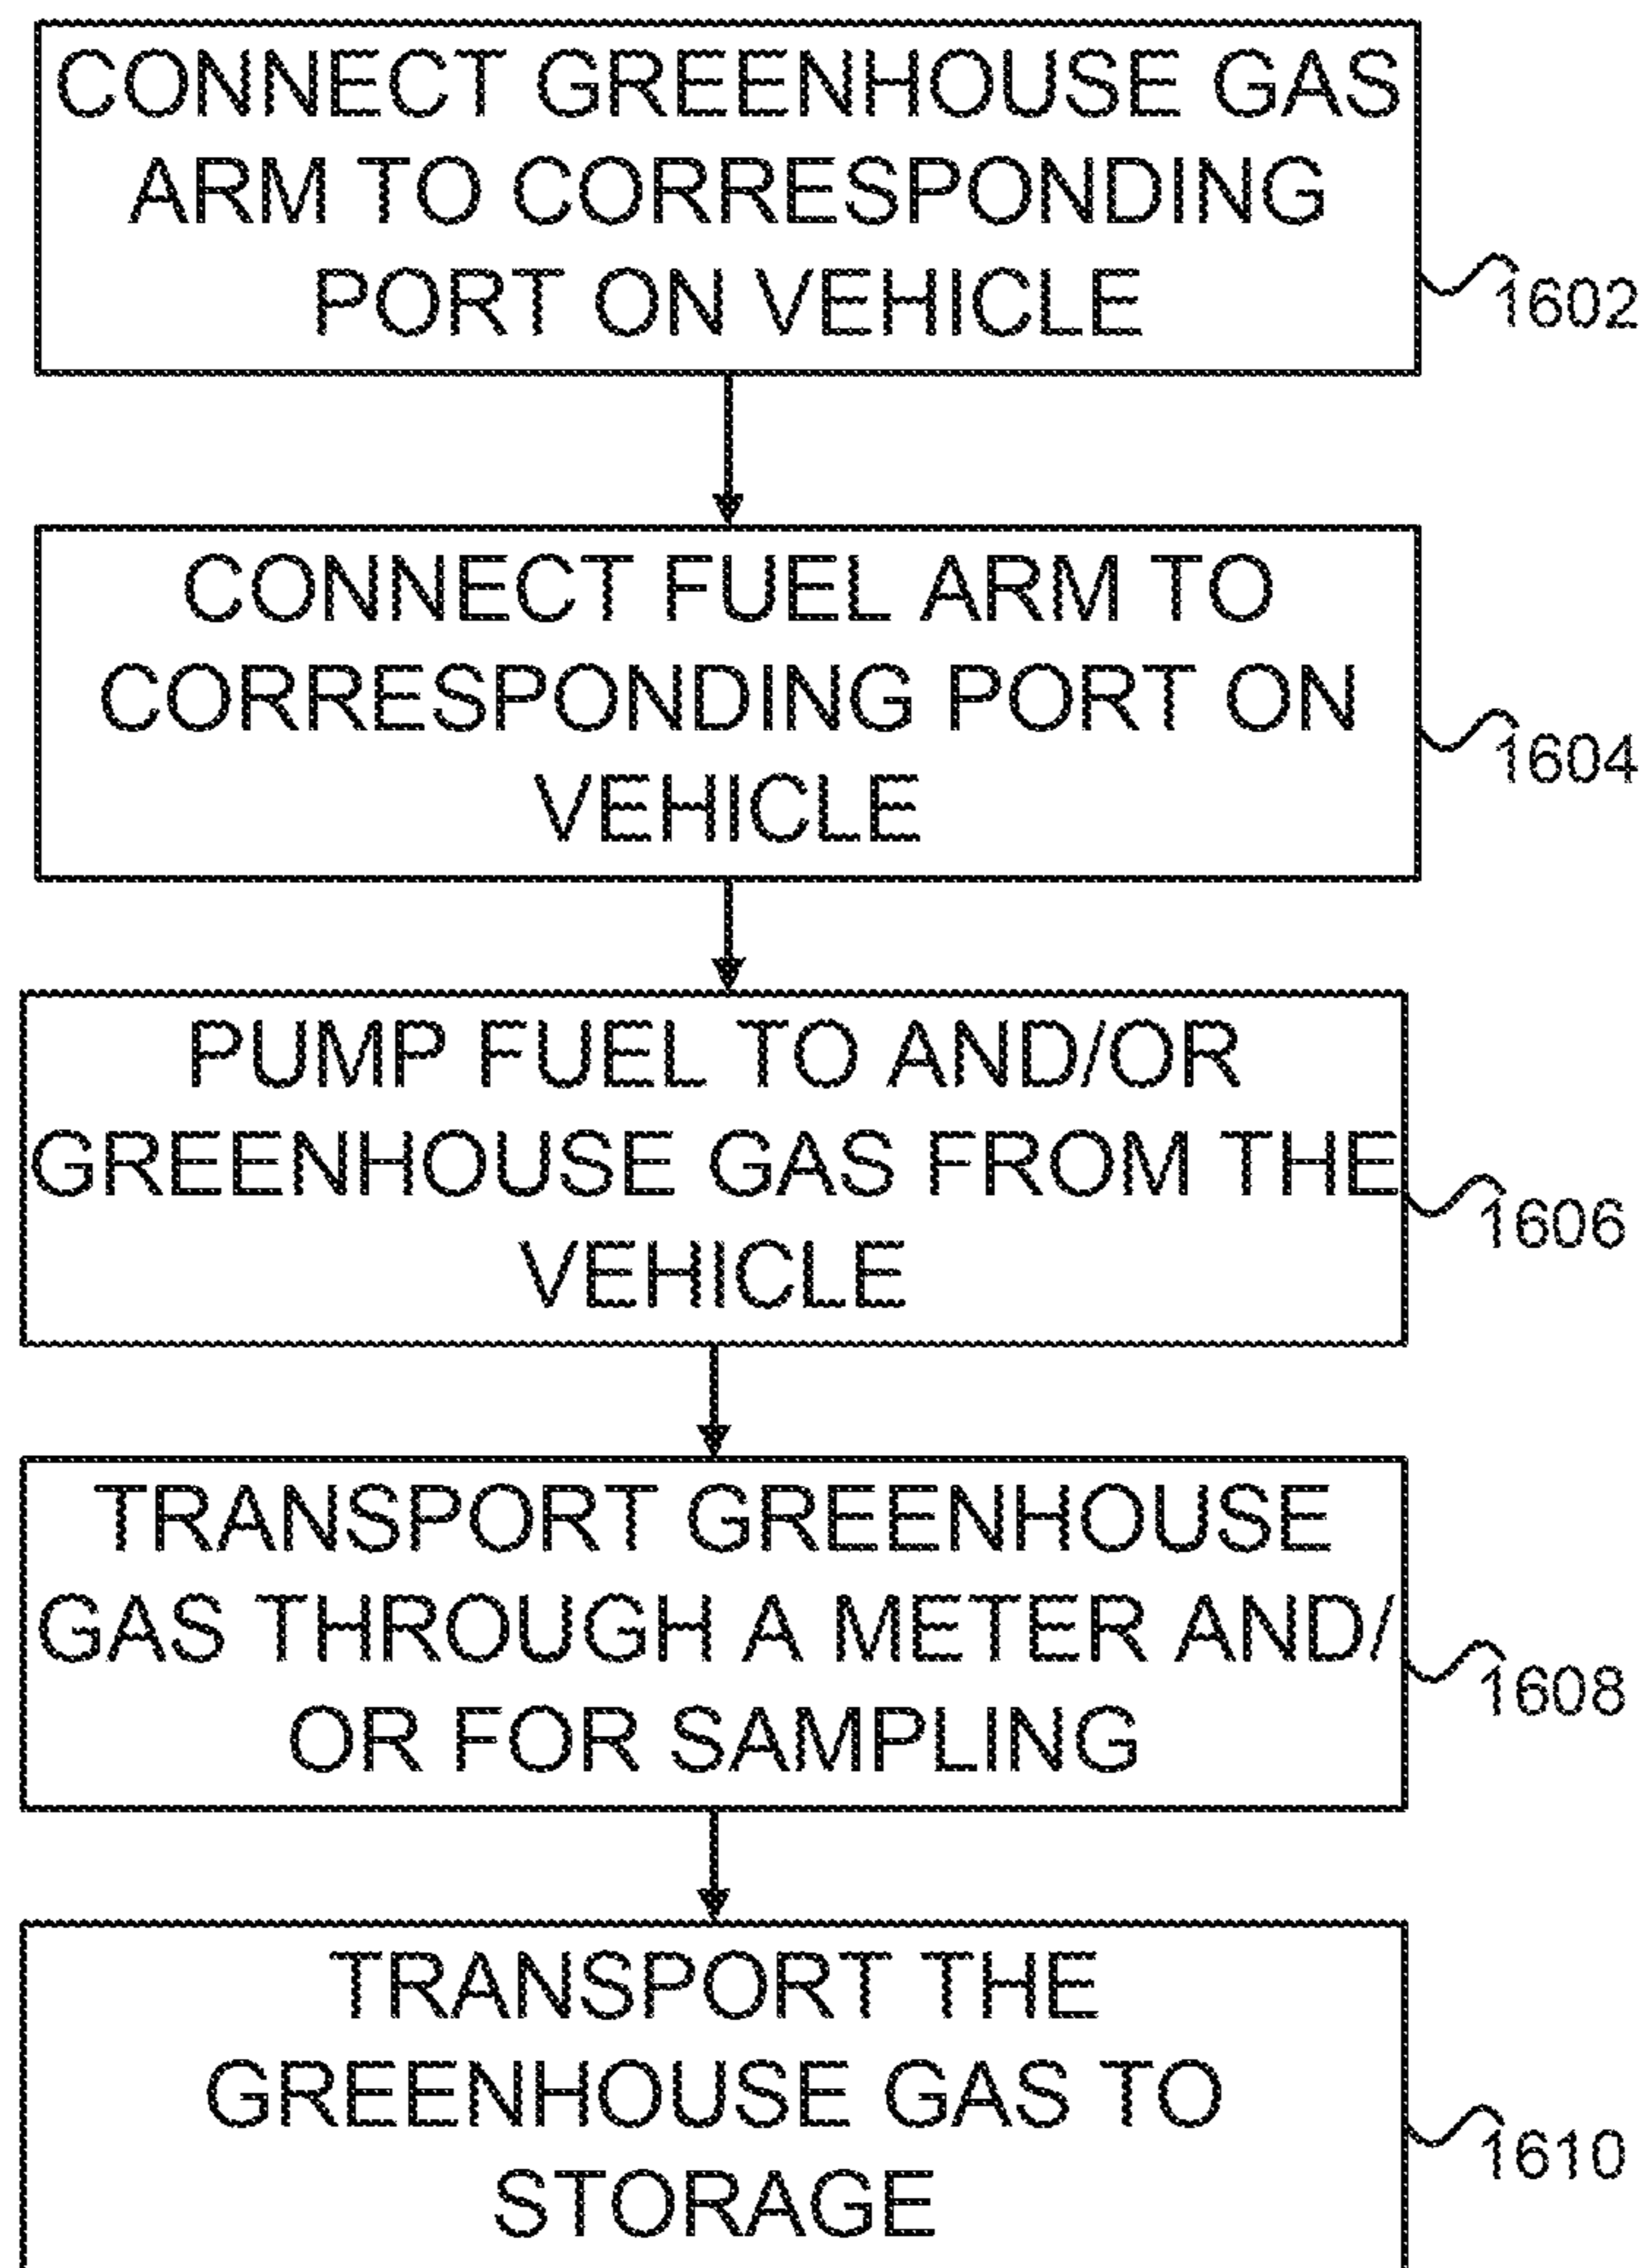 CONNECT GREENHOUSE GAS
ARM TO CORRESPONDING
PORT ON VEHICLE
1602
CONNECT FUEL ARM TO
CORRESPONDING PORT ON
VEHICLE
1604
PUMP FUEL TO AND/OR
GREENHOUSE GAS FROM THE
VEHICLE
1606
TRANSPORT GREENHOUSE
GAS THROUGH A METER AND/
OR FOR SAMPLING
1608
TRANSPORT THE
GREENHOUSE GAS TO
STORAGE
1610